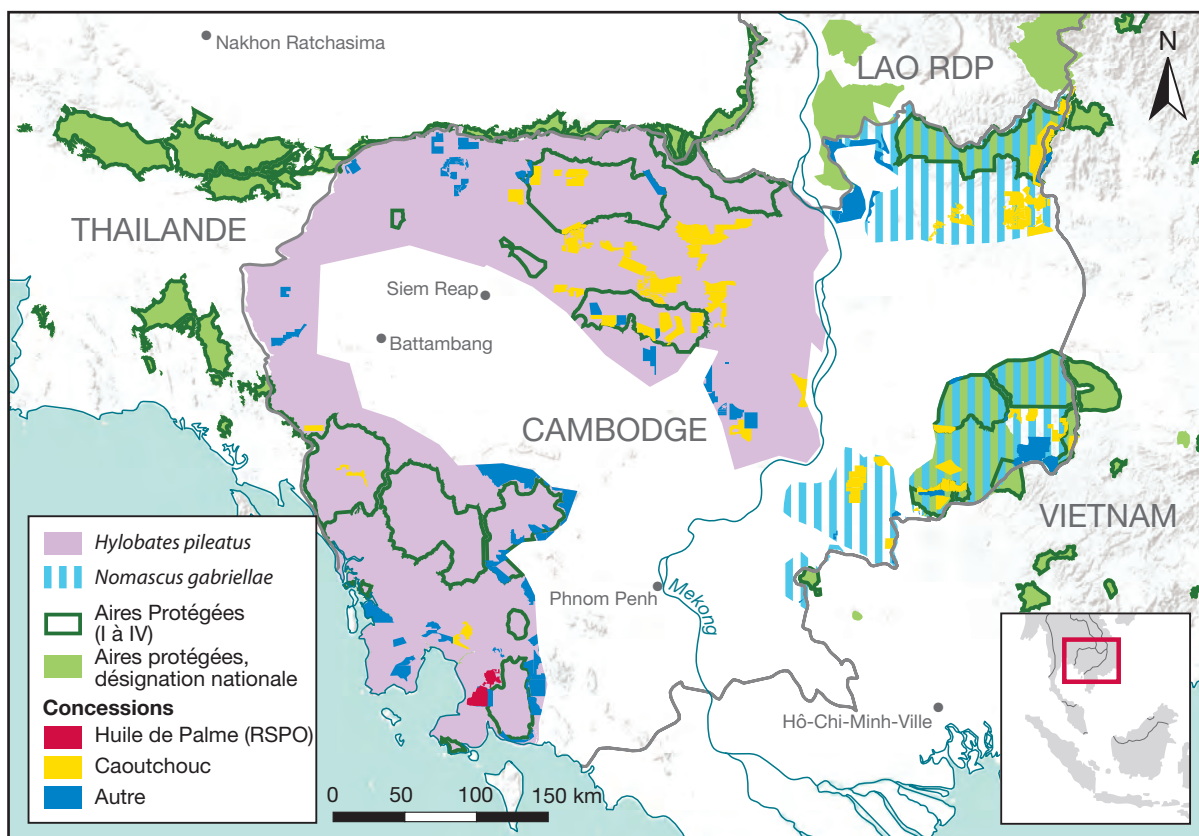 Nakhon Ratchasima
LAO RDP
N
THAILANDE
Siem Reap
Battambang
CAMBODGE
VIETNAM
Phnom Penh
Mekong
Hô-Chi-Minh-Ville
Hylobates pileatus
Nomascus gabriellae
Aires Protégées
(I à IV)
Aires protégées,
désignation nationale
Concessions
Huile de Palme (RSPO)
Caoutchouc
Autre
0 50 100 150 km